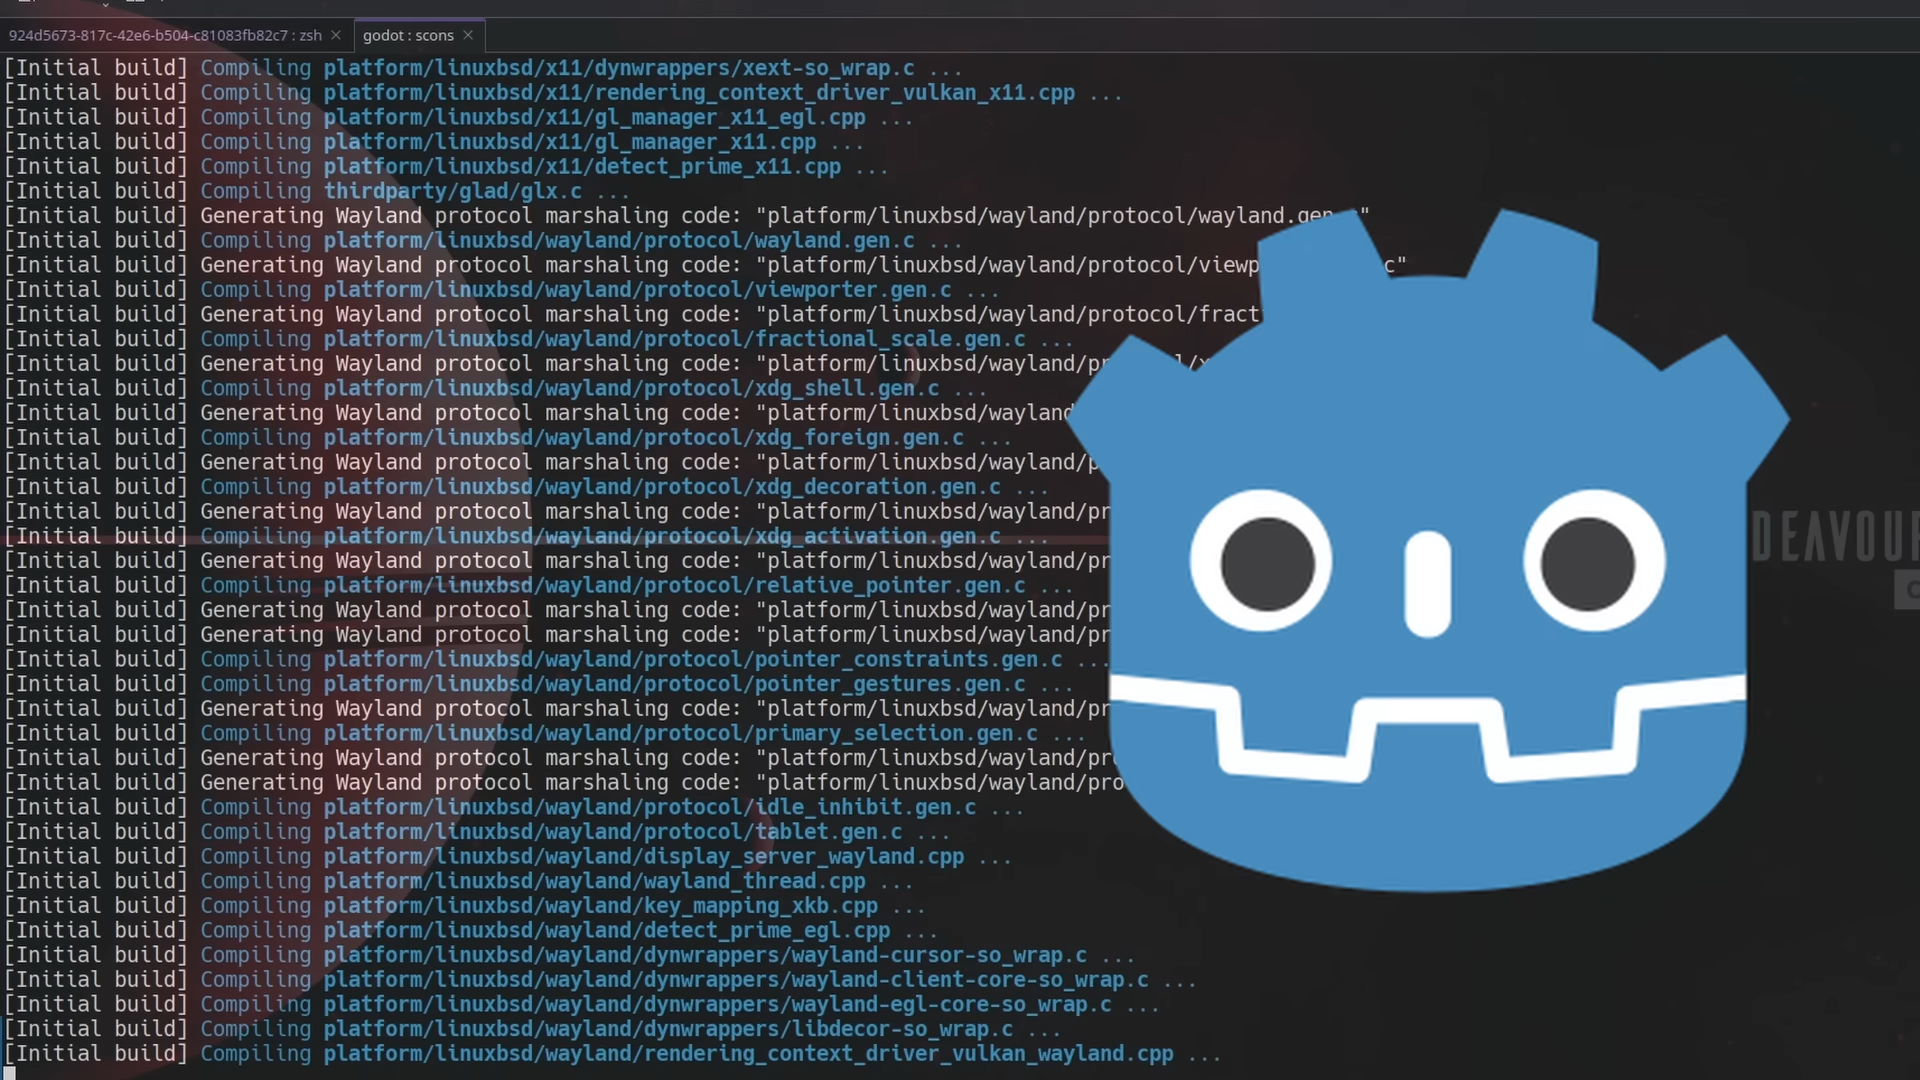 924d5673-817c-42e6-b504-c81083fb82c7 : zsh ×
godot : scons ×
[Initial build] Compiling platform/linuxbsd/x11/dynwrappers/xext-so_wrap.c ...
[Initial build] Compiling platform/linuxbsd/x11/rendering_context_driver_vulkan_x11.cpp ...
[Initial build] Compiling platform/linuxbsd/x11/gl_manager_x11_egl.cpp ...
[Initial build] Compiling platform/linuxbsd/x11/gl_manager_x11.cpp ...
[Initial build] Compiling platform/linuxbsd/x11/detect_prime_x11.cpp ...
[Initial build] Compiling thirdparty/glad/glx.c ...
[Initial build] Generating Wayland protocol marshaling code: "platform/linuxbsd/wayland/protocol/wayland.gen.c"
[Initial build] Compiling platform/linuxbsd/wayland/protocol/wayland.gen.c ...
[Initial build] Generating Wayland protocol marshaling code: "platform/linuxbsd/wayland/protocol/viewp c"
[Initial build] Compiling platform/linuxbsd/wayland/protocol/viewporter.gen.c ...
[Initial build] Generating Wayland protocol marshaling code: "platform/linuxbsd/wayland/protocol/fract
[Initial build] Compiling platform/linuxbsd/wayland/protocol/fractional_scale.gen.c ...
[Initial build] Generating Wayland protocol marshaling code: "platform/linuxbsd/wayland/pr
[Initial build] Compiling platform/linuxbsd/wayland/protocol/xdg_shell.gen.c ...
[Initial build] Generating Wayland protocol marshaling code: "platform/linuxbsd/wayland
[Initial build] Compiling platform/linuxbsd/wayland/protocol/xdg_foreign.gen.c ...
[Initial build] Generating Wayland protocol marshaling code: "platform/linuxbsd/wayland/p
[Initial build] Compiling platform/linuxbsd/wayland/protocol/xdg_decoration.gen.c ...
[Initial build] Generating Wayland protocol marshaling code: "platform/linuxbsd/wayland/pr
[Initial build] Compiling platform/linuxbsd/wayland/protocol/xdg_activation.gen.c ...
[Initial build] Generating Wayland protocol marshaling code: "platform/linuxbsd/wayland/pr
[Initial build] Compiling platform/linuxbsd/wayland/protocol/relative_pointer.gen.c ...
[Initial build] Generating Wayland protocol marshaling code: "platform/linuxbsd/wayland/pr
[Initial build] Generating Wayland protocol marshaling code: "platform/linuxbsd/wayland/pr
[Initial build] Compiling platform/linuxbsd/wayland/protocol/pointer_constraints.gen.c ...
[Initial build] Compiling platform/linuxbsd/wayland/protocol/pointer_gestures.gen.c ...
[Initial build] Generating Wayland protocol marshaling code: "platform/linuxbsd/wayland/pr
[Initial build] Compiling platform/linuxbsd/wayland/protocol/primary_selection.gen.c ...
[Initial build] Generating Wayland protocol marshaling code: "platform/linuxbsd/wayland/pro
[Initial build] Generating Wayland protocol marshaling code: "platform/linuxbsd/wayland/pro
[Initial build] Compiling platform/linuxbsd/wayland/protocol/idle_inhibit.gen.c ...
[Initial build] Compiling platform/linuxbsd/wayland/protocol/tablet.gen.c ...
[Initial build] Compiling platform/linuxbsd/wayland/display_server_wayland.cpp ...
[Initial build] Compiling platform/linuxbsd/wayland/wayland_thread.cpp ...
[Initial build] Compiling platform/linuxbsd/wayland/key_mapping_xkb.cpp ...
[Initial build] Compiling platform/linuxbsd/wayland/detect_prime_egl.cpp ...
[Initial build] Compiling platform/linuxbsd/wayland/dynwrappers/wayland-cursor-so_wrap.c ...
[Initial build] Compiling platform/linuxbsd/wayland/dynwrappers/wayland-client-core-so_wrap.c ...
[Initial build] Compiling platform/linuxbsd/wayland/dynwrappers/wayland-egl-core-so_wrap.c ...
[Initial build] Compiling platform/linuxbsd/wayland/dynwrappers/libdecor-so_wrap.c ...
[Initial build] Compiling platform/linuxbsd/wayland/rendering_context_driver_vulkan_wayland.cpp ...
DEAVOUR